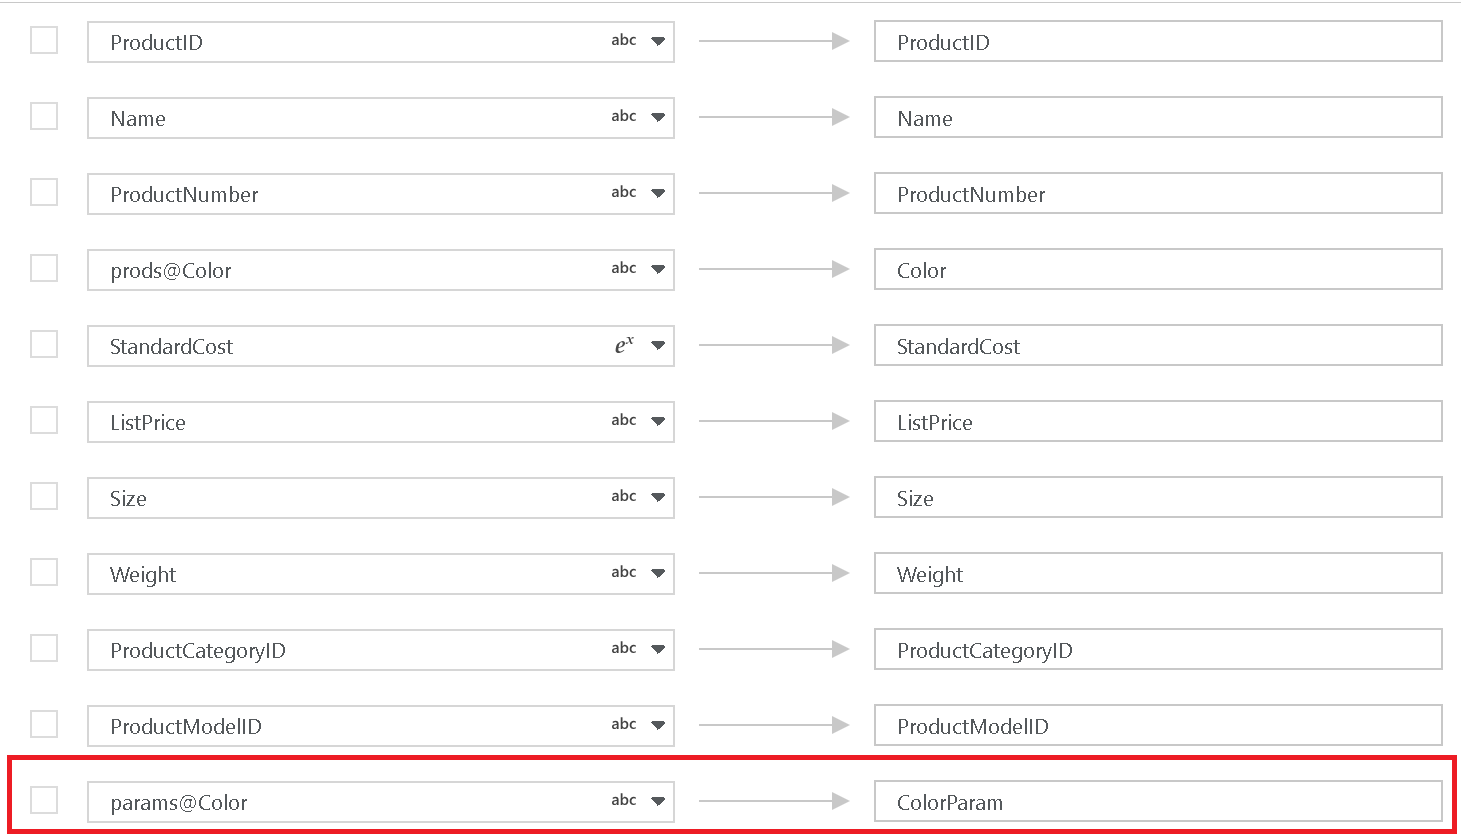 ProductID abc ProductID
Name abc Name
ProductNumber abc ProductNumber
prods@Color abc Color
StandardCost eˣ StandardCost
ListPrice abc ListPrice
Size abc Size
Weight abc Weight
ProductCategoryID abc ProductCategoryID
ProductModelID abc ProductModelID
params@Color abc ColorParam